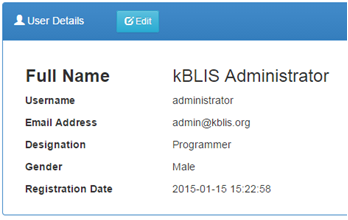 User Details Edit
Full Name kBLIS Administrator
Username administrator
Email Address admin@kblis.org
Designation Programmer
Gender Male
Registration Date 2015-01-15 15:22:58